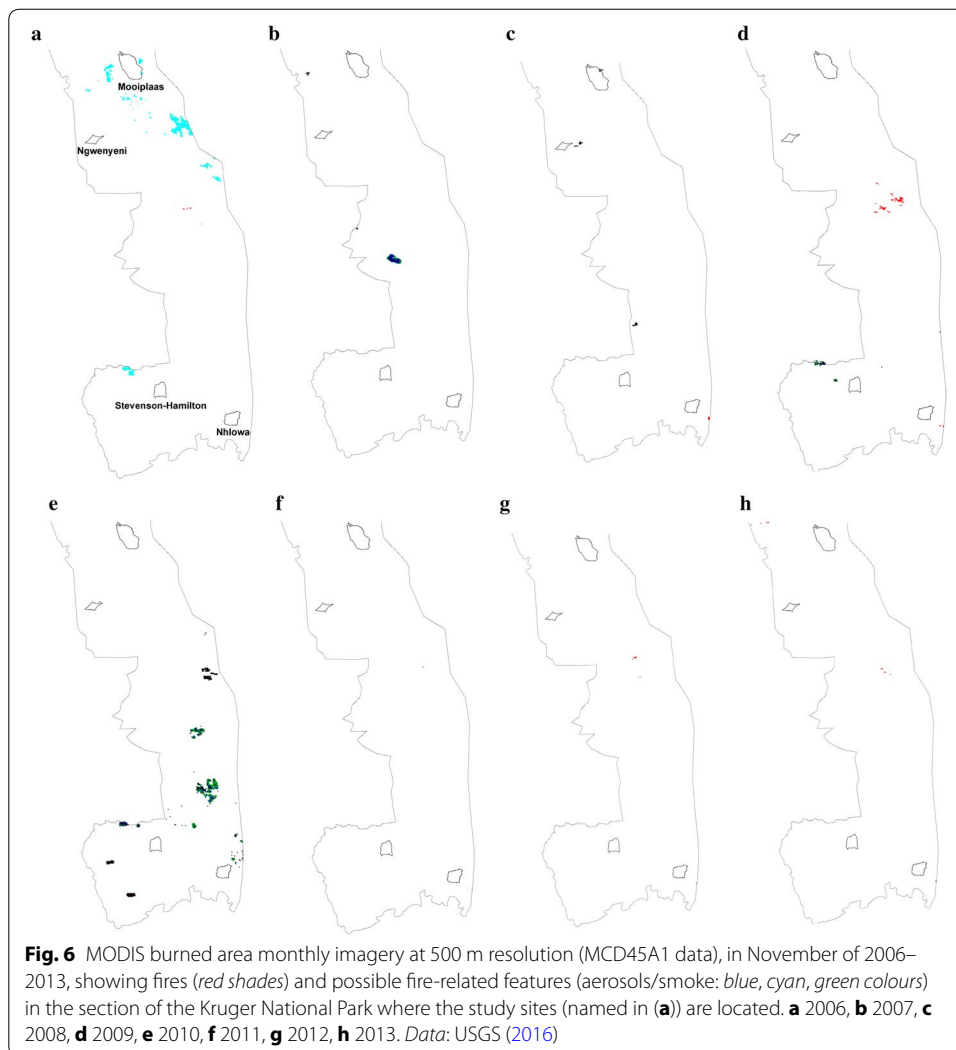 a
b
c
d
Mooiplaas
Ngwenyeni
Stevenson-Hamilton
Nhlowa
e
f
g
h
Fig. 6 MODIS burned area monthly imagery at 500 m resolution (MCD45A1 data), in November of 2006–
2013, showing fires (red shades) and possible fire-related features (aerosols/smoke: blue, cyan, green colours)
in the section of the Kruger National Park where the study sites (named in (a)) are located. a 2006, b 2007, c
2008, d 2009, e 2010, f 2011, g 2012, h 2013. Data: USGS (2016)